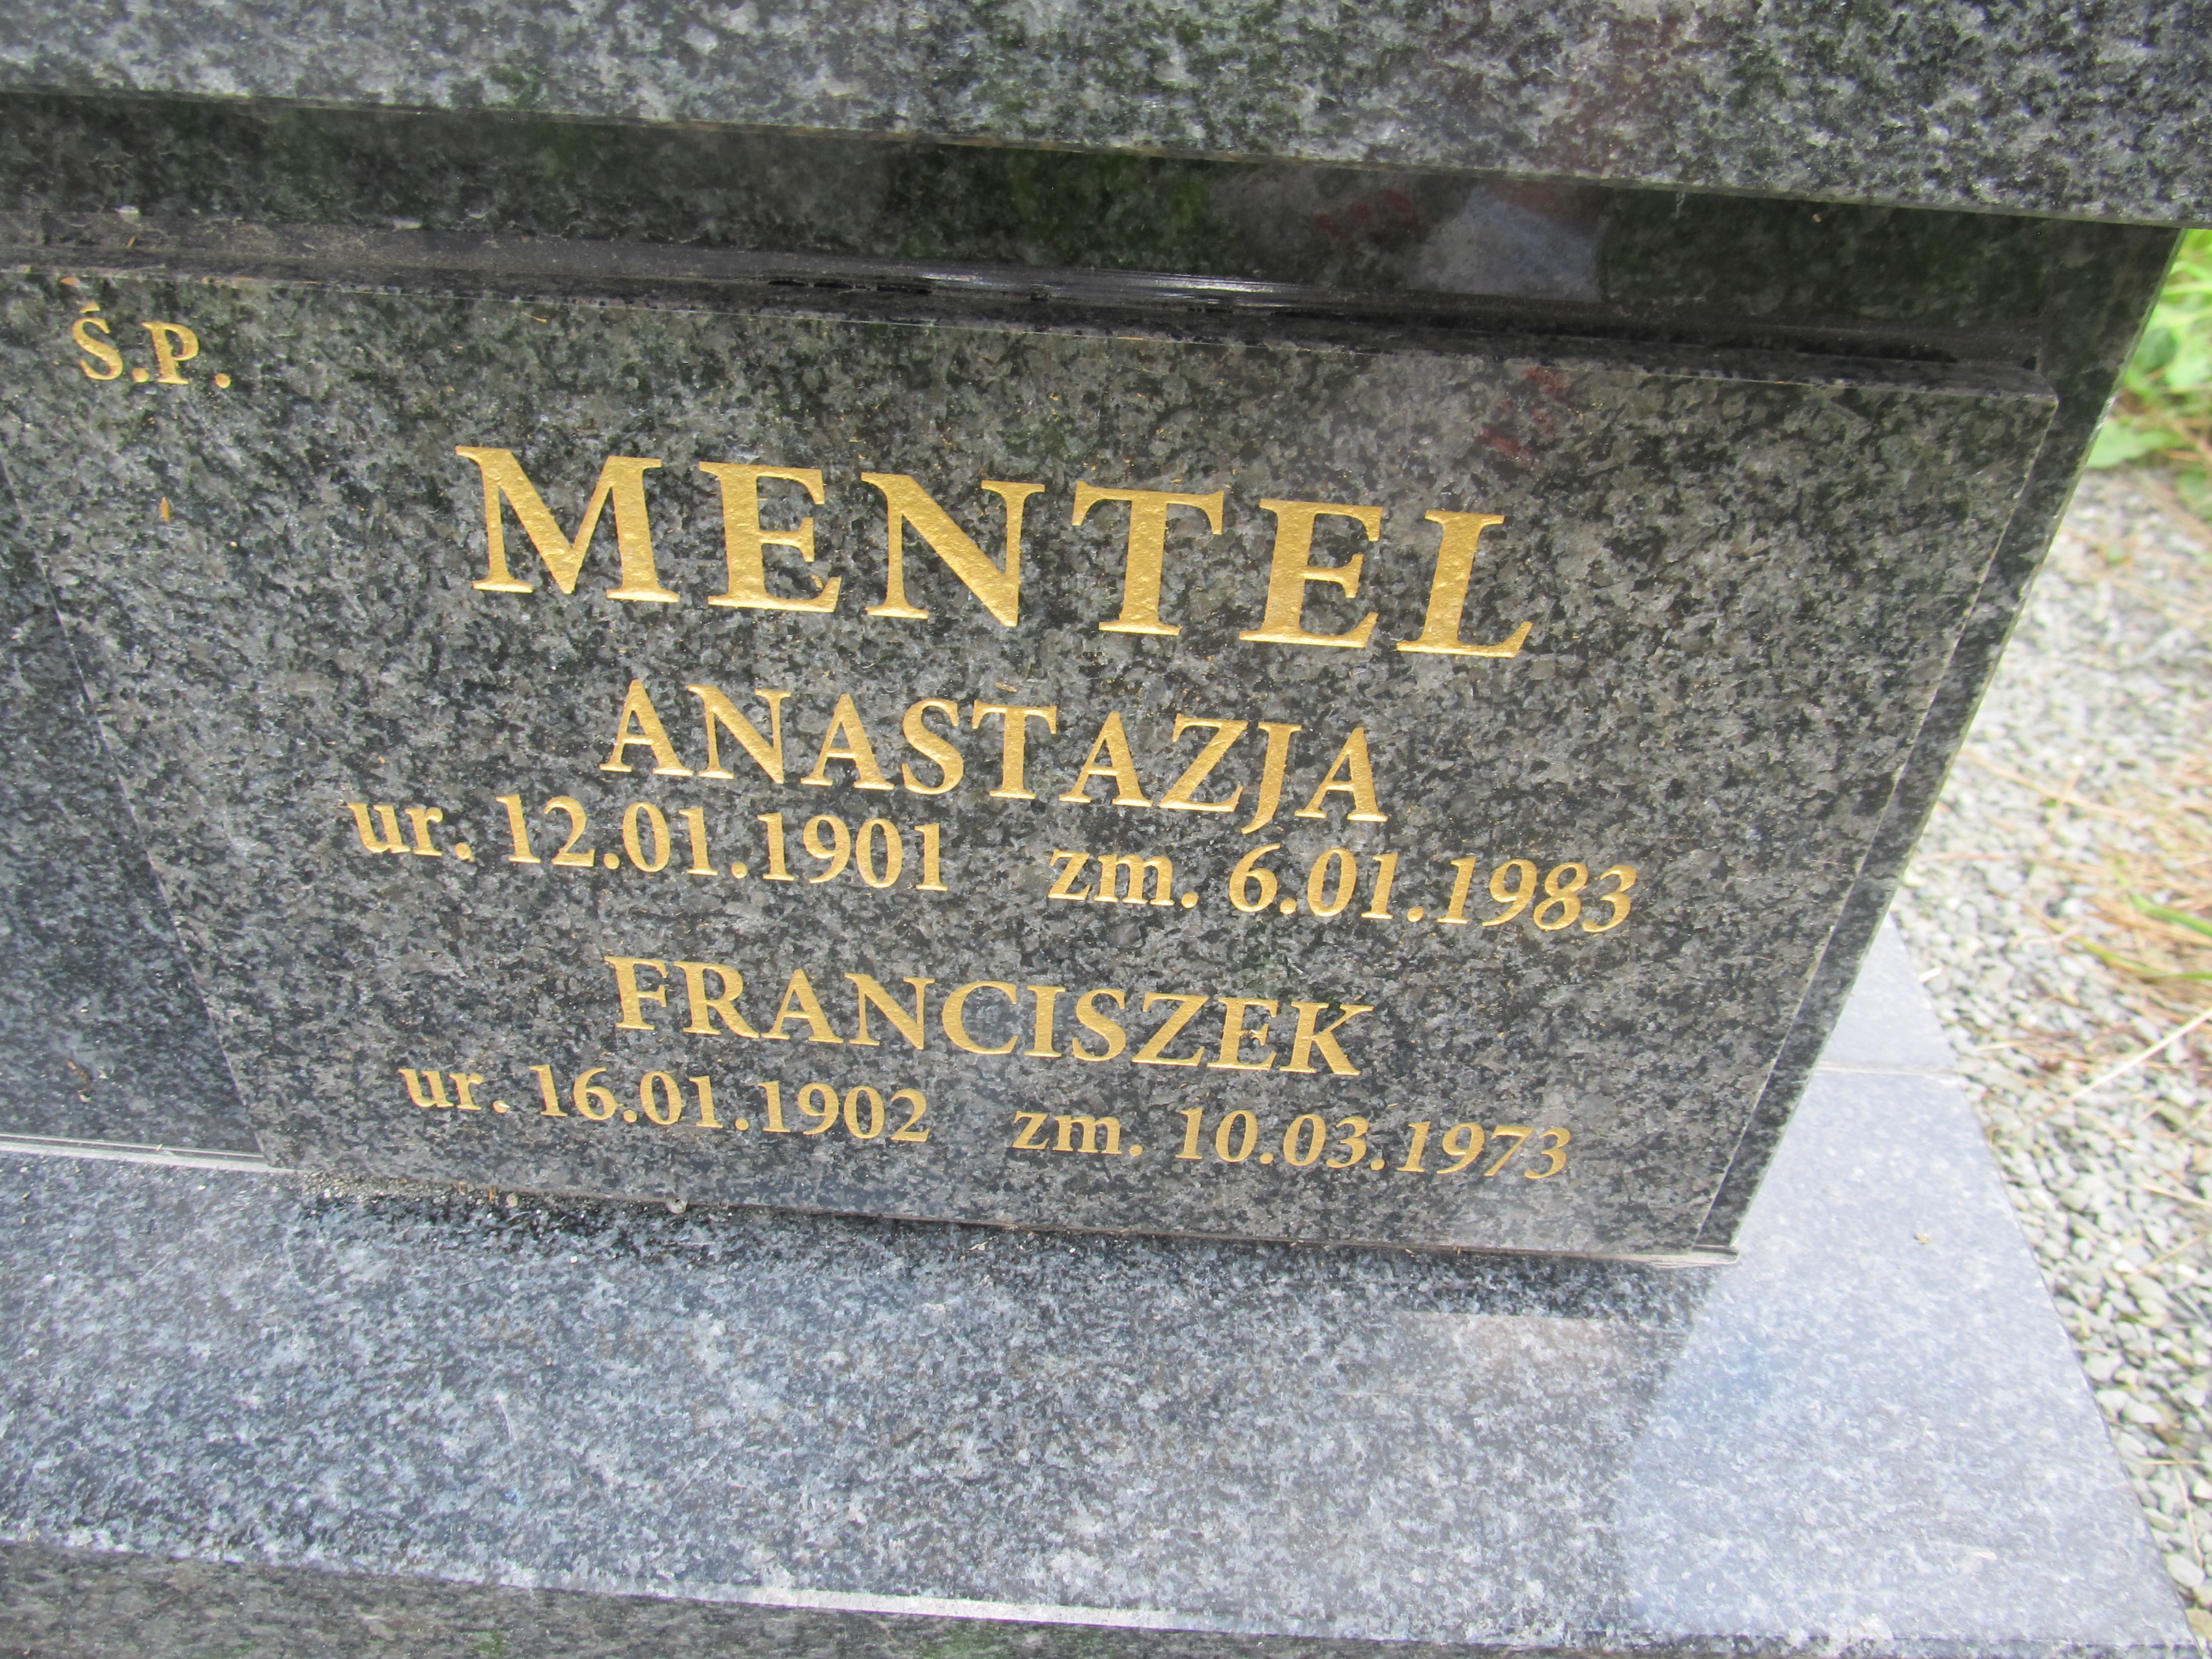 Ś.P.
MENTEL
ANASTAZJA
ur. 12.01.1901 zm. 6.01.1983
FRANCISZEK
ur. 16.01.1902 zm. 10.03.1973